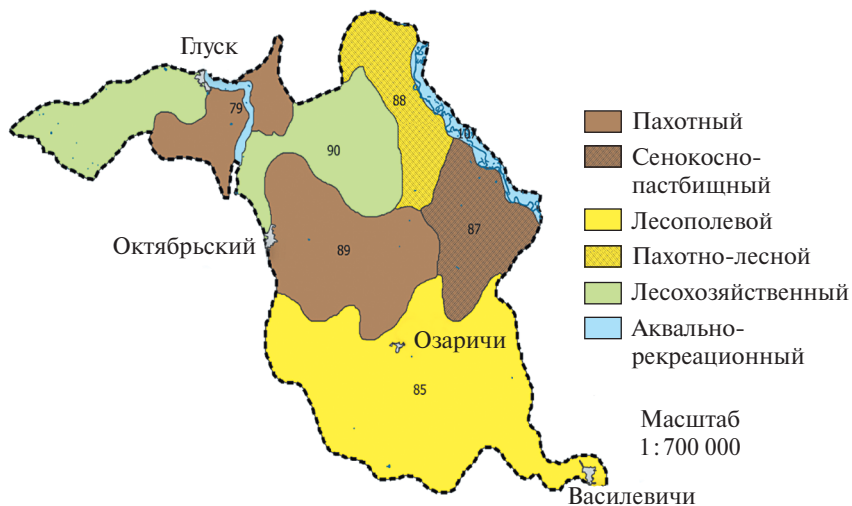 Глуск
79
88
90
87
Октябрьский
89
Озаричи
85
Василевичи
Пахотный
Сенокосно-
пастбищный
Лесополевой
Пахотно-лесной
Лесохозяйственный
Аквально-
рекреационный
Масштаб
1 : 700 000